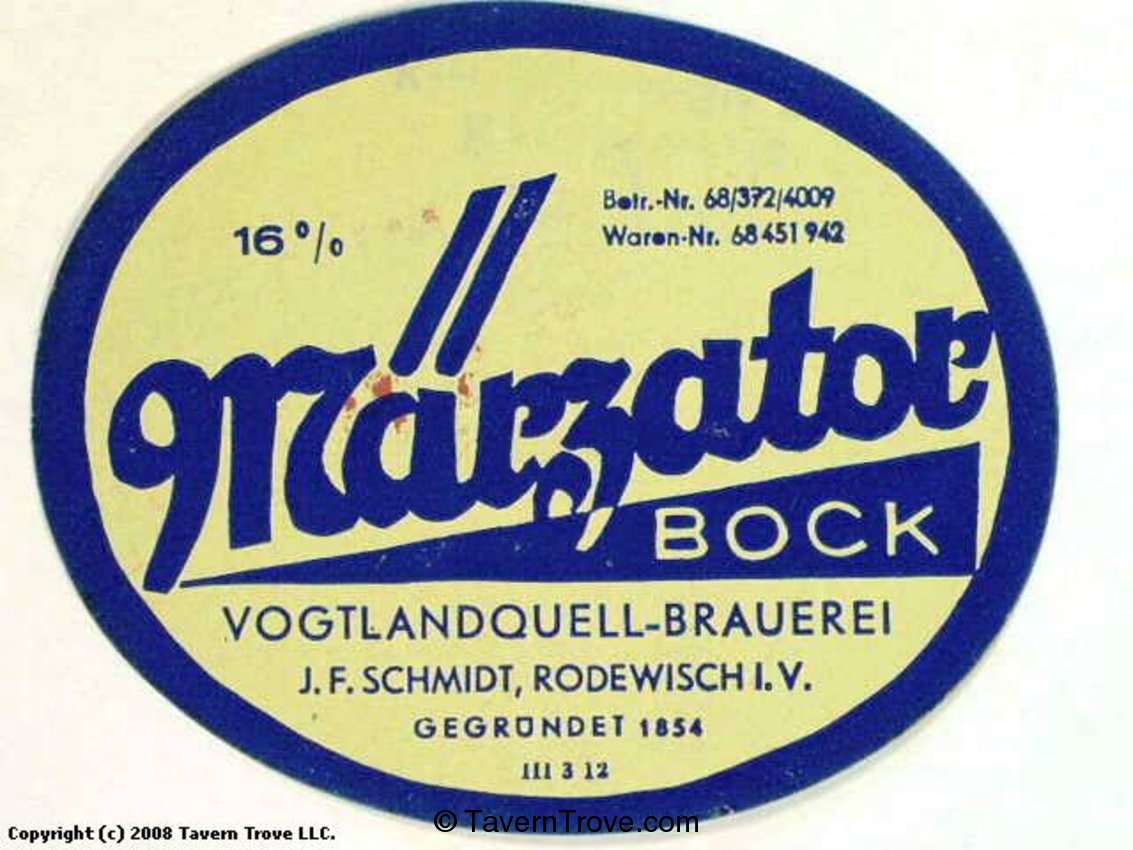 16 %
Betr.-Nr. 68/372/4009
Waren-Nr. 68 451 942
Märzator
BOCK
VOGTLANDQUELL-BRAUEREI
J. F. SCHMIDT, RODEWISCH I. V.
GEGRÜNDET 1854
III 3 12
© TavernTrove.com
Copyright (c) 2008 Tavern Trove LLC.